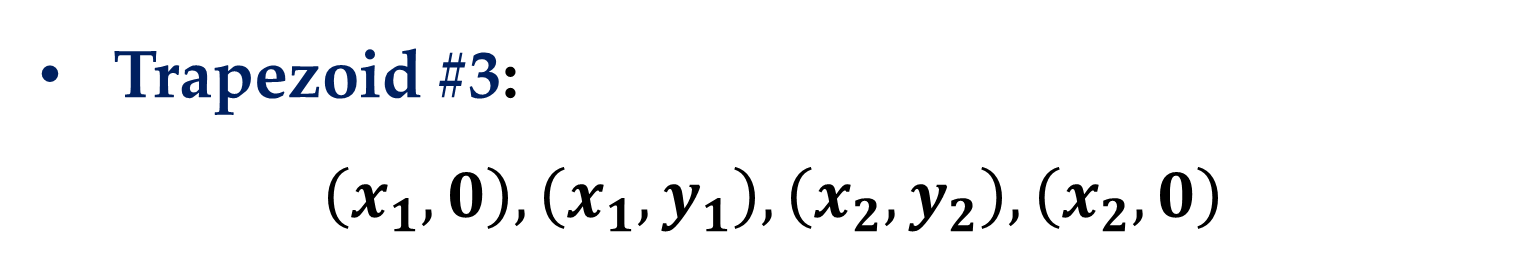 • Trapezoid #3:
(x₁, 0), (x₁, y₁), (x₂, y₂), (x₂, 0)